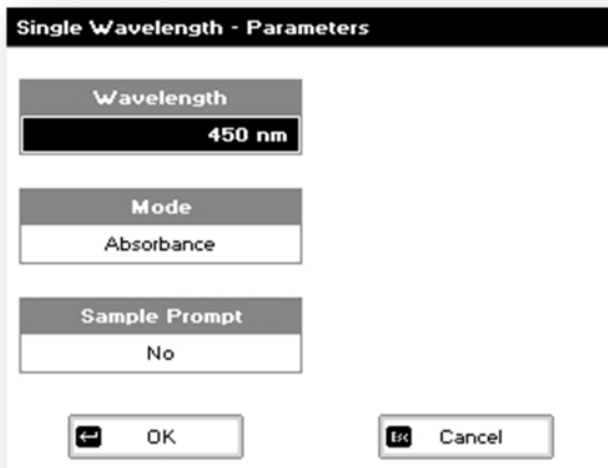 Single Wavelength - Parameters
Wavelength
450 nm
Mode
Absorbance
Sample Prompt
No
OK
Esc Cancel